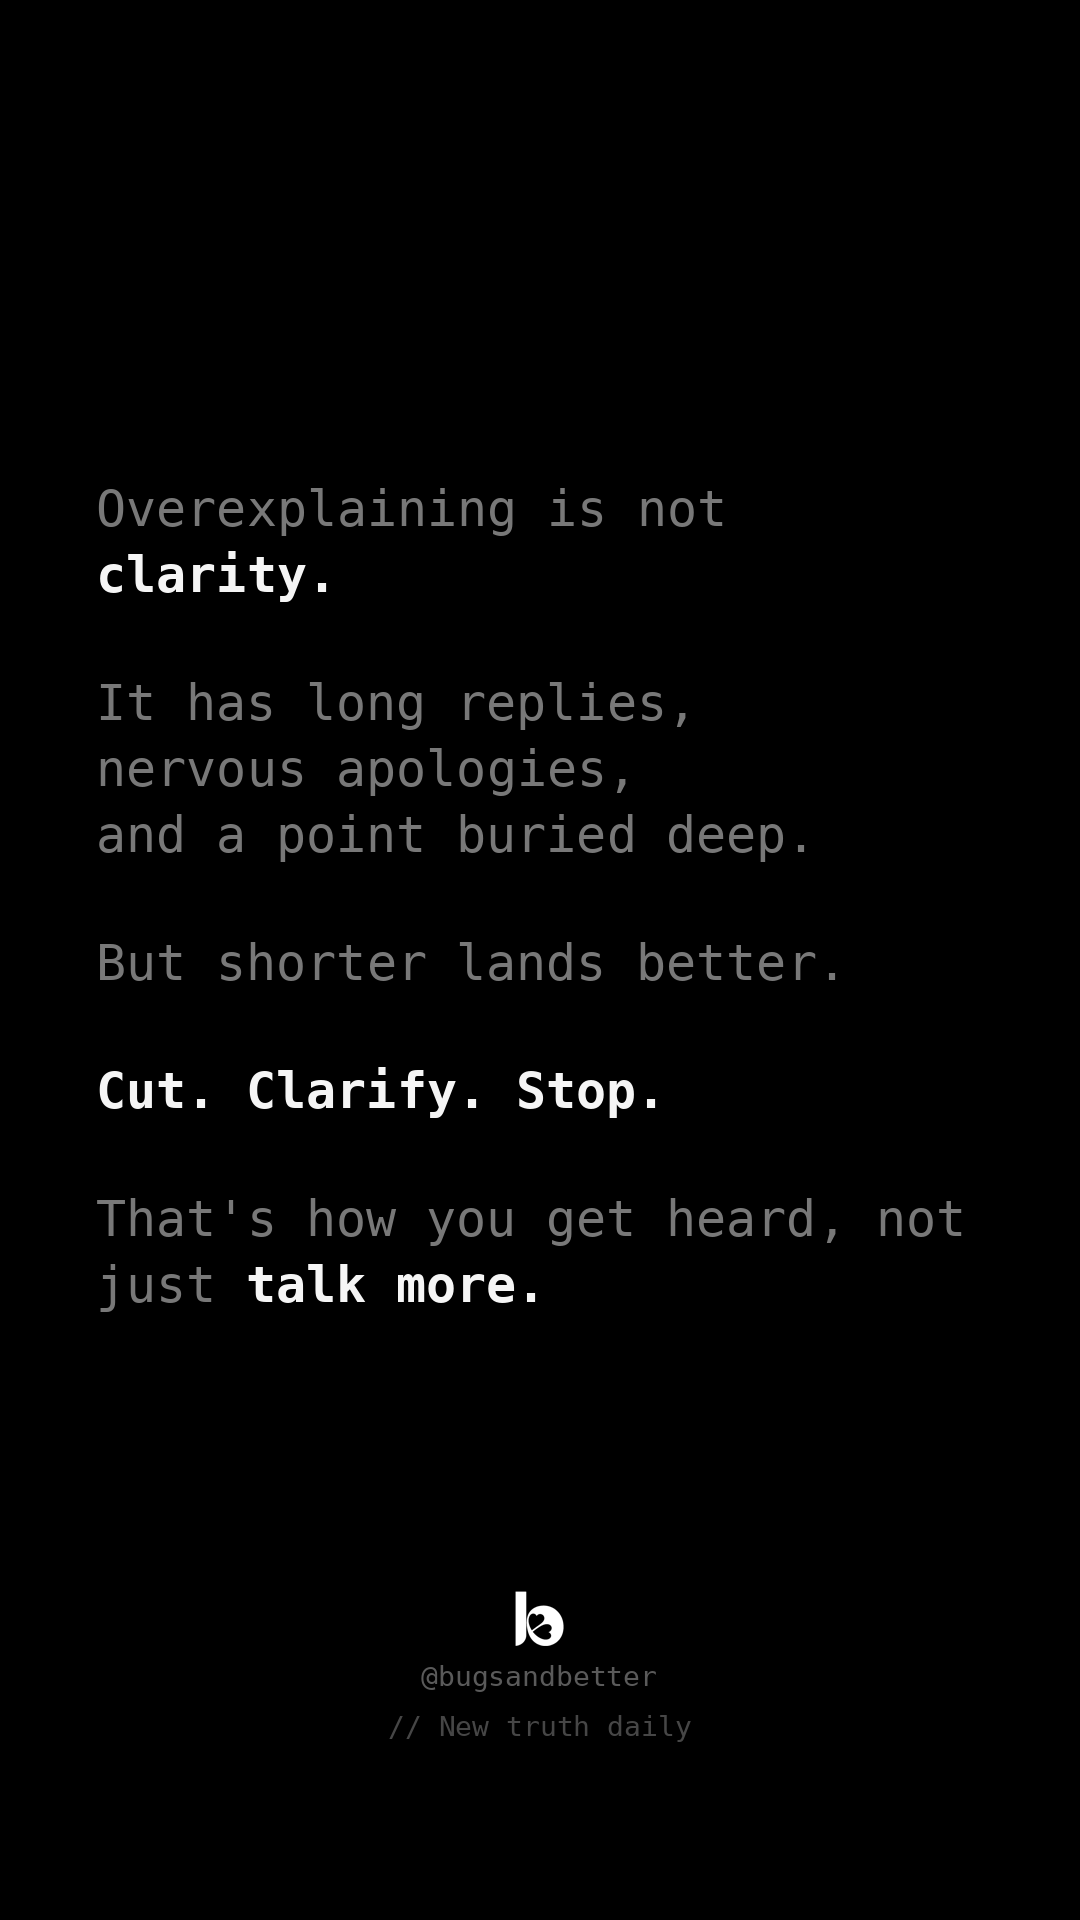 Overexplaining is not
clarity.
It has long replies,
nervous apologies,
and a point buried deep.
But shorter lands better.
Cut. Clarify. Stop.
That's how you get heard, not
just talk more.
b
@bugsandbetter
// New truth daily